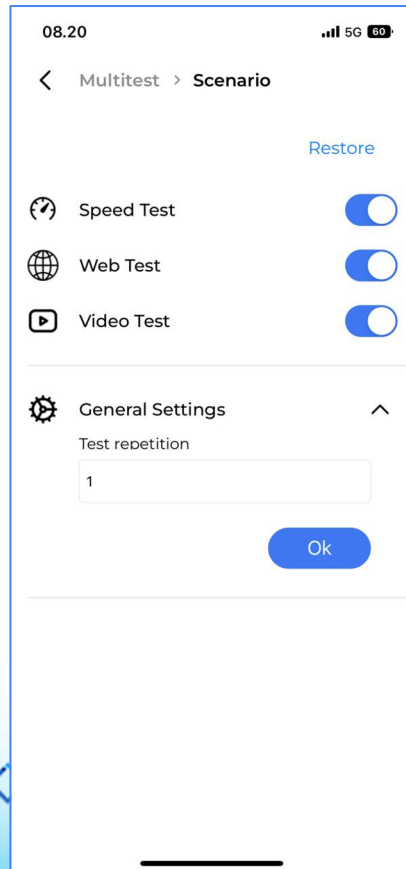 08.20 5G 60
Multitest > Scenario
Restore
Speed Test
Web Test
Video Test
General Settings
Test repetition
1
Ok